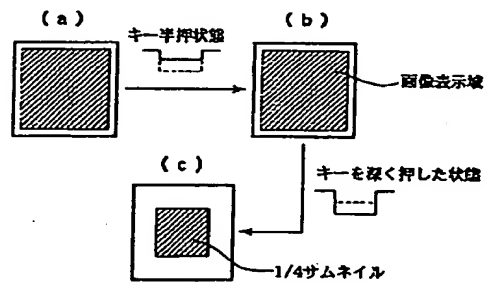 (a)
キー半押状態
(b)
画像表示域
(c)
キーを深く押した状態
1/4サムネイル